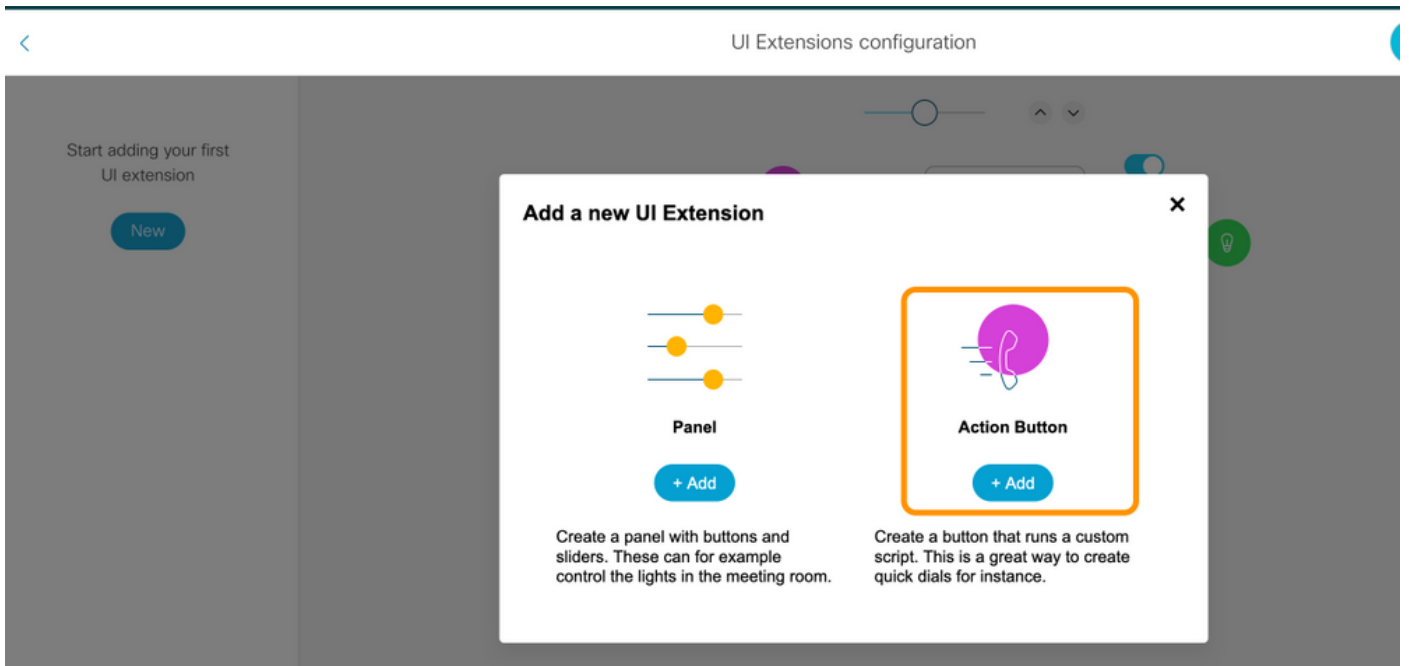 UI Extensions configuration
Start adding your first
UI extension
New
Add a new UI Extension
Panel
+ Add
Create a panel with buttons and
sliders. These can for example
control the lights in the meeting room.
Action Button
+ Add
Create a button that runs a custom
script. This is a great way to create
quick dials for instance.